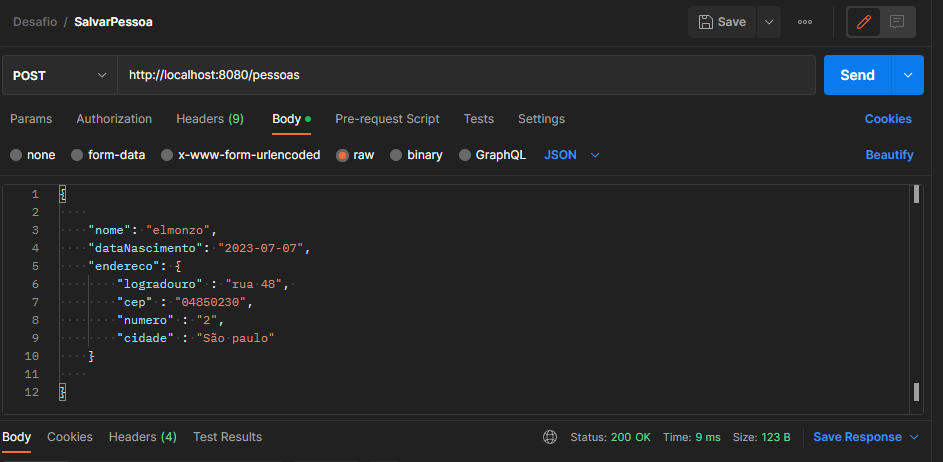 Desafio / SalvarPessoa
Save
POST
http://localhost:8080/pessoas
Send
Params Authorization Headers (9) Body Pre-request Script Tests Settings Cookies
none form-data x-www-form-urlencoded raw binary GraphQL JSON Beautify
1 {
2
3 "nome": "elmonzo",
4 "dataNascimento": "2023-07-07",
5 "endereco": {
6 "logradouro" : "rua 48",
7 "cep" : "04850230",
8 "numero" : "2",
9 "cidade" : "São paulo"
10 }
11
12 }
Body Cookies Headers (4) Test Results Status: 200 OK Time: 9 ms Size: 123 B Save Response